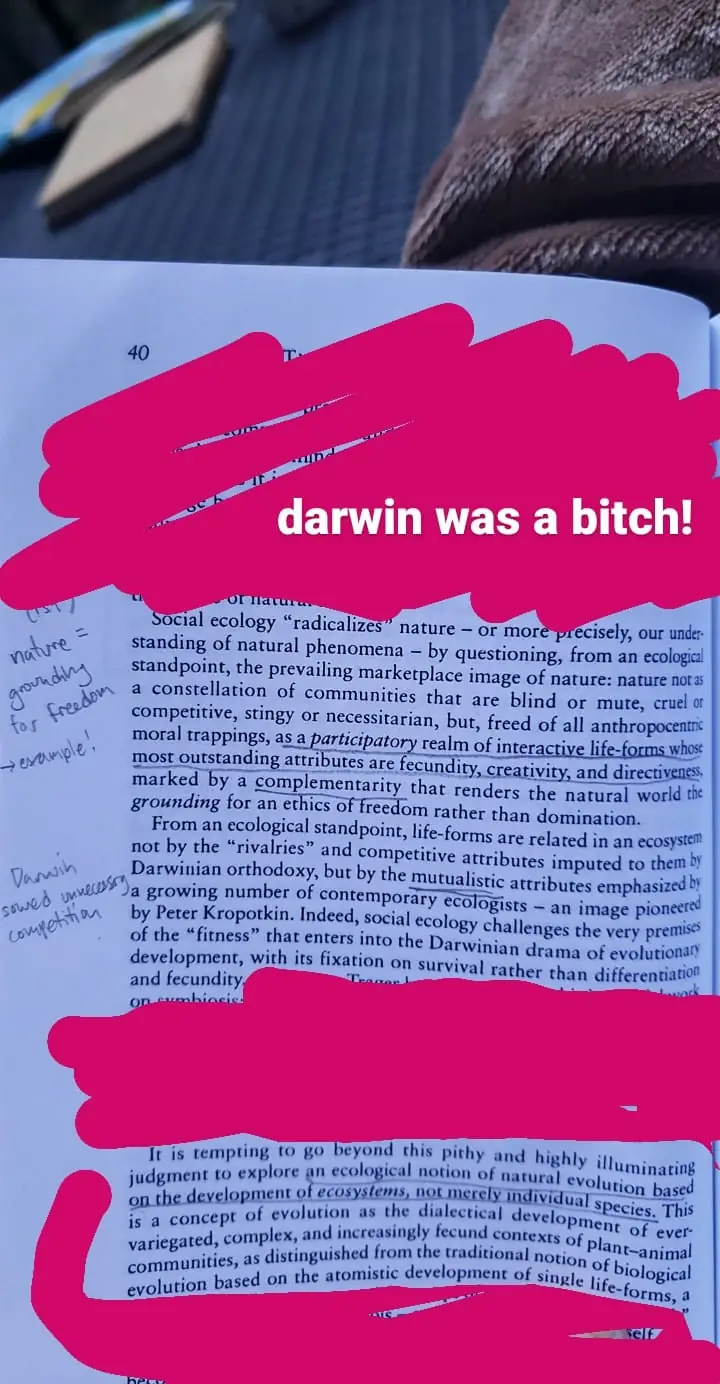 40
darwin was a bitch!
nature =
grounding
for freedom
→ example!
Darwin
sowed unnecessary
competition
Social ecology “radicalizes” nature – or more precisely, our under-
standing of natural phenomena – by questioning, from an ecological
standpoint, the prevailing marketplace image of nature: nature not as
a constellation of communities that are blind or mute, cruel or
competitive, stingy or necessitarian, but, freed of all anthropocentric
moral trappings, as a participatory realm of interactive life-forms whose
most outstanding attributes are fecundity, creativity, and directiveness,
marked by a complementarity that renders the natural world the
grounding for an ethics of freedom rather than domination.
From an ecological standpoint, life-forms are related in an ecosystem
not by the “rivalries” and competitive attributes imputed to them by
Darwinian orthodoxy, but by the mutualistic attributes emphasized by
a growing number of contemporary ecologists – an image pioneered
by Peter Kropotkin. Indeed, social ecology challenges the very premises
of the “fitness” that enters into the Darwinian drama of evolutionary
development, with its fixation on survival rather than differentiation
and fecundity.
on symbiosis:
It is tempting to go beyond this pithy and highly illuminating
judgment to explore an ecological notion of natural evolution based
on the development of ecosystems, not merely individual species. This
is a concept of evolution as the dialectical development of ever-
variegated, complex, and increasingly fecund contexts of plant–animal
communities, as distinguished from the traditional notion of biological
evolution based on the atomistic development of single life-forms, a
self